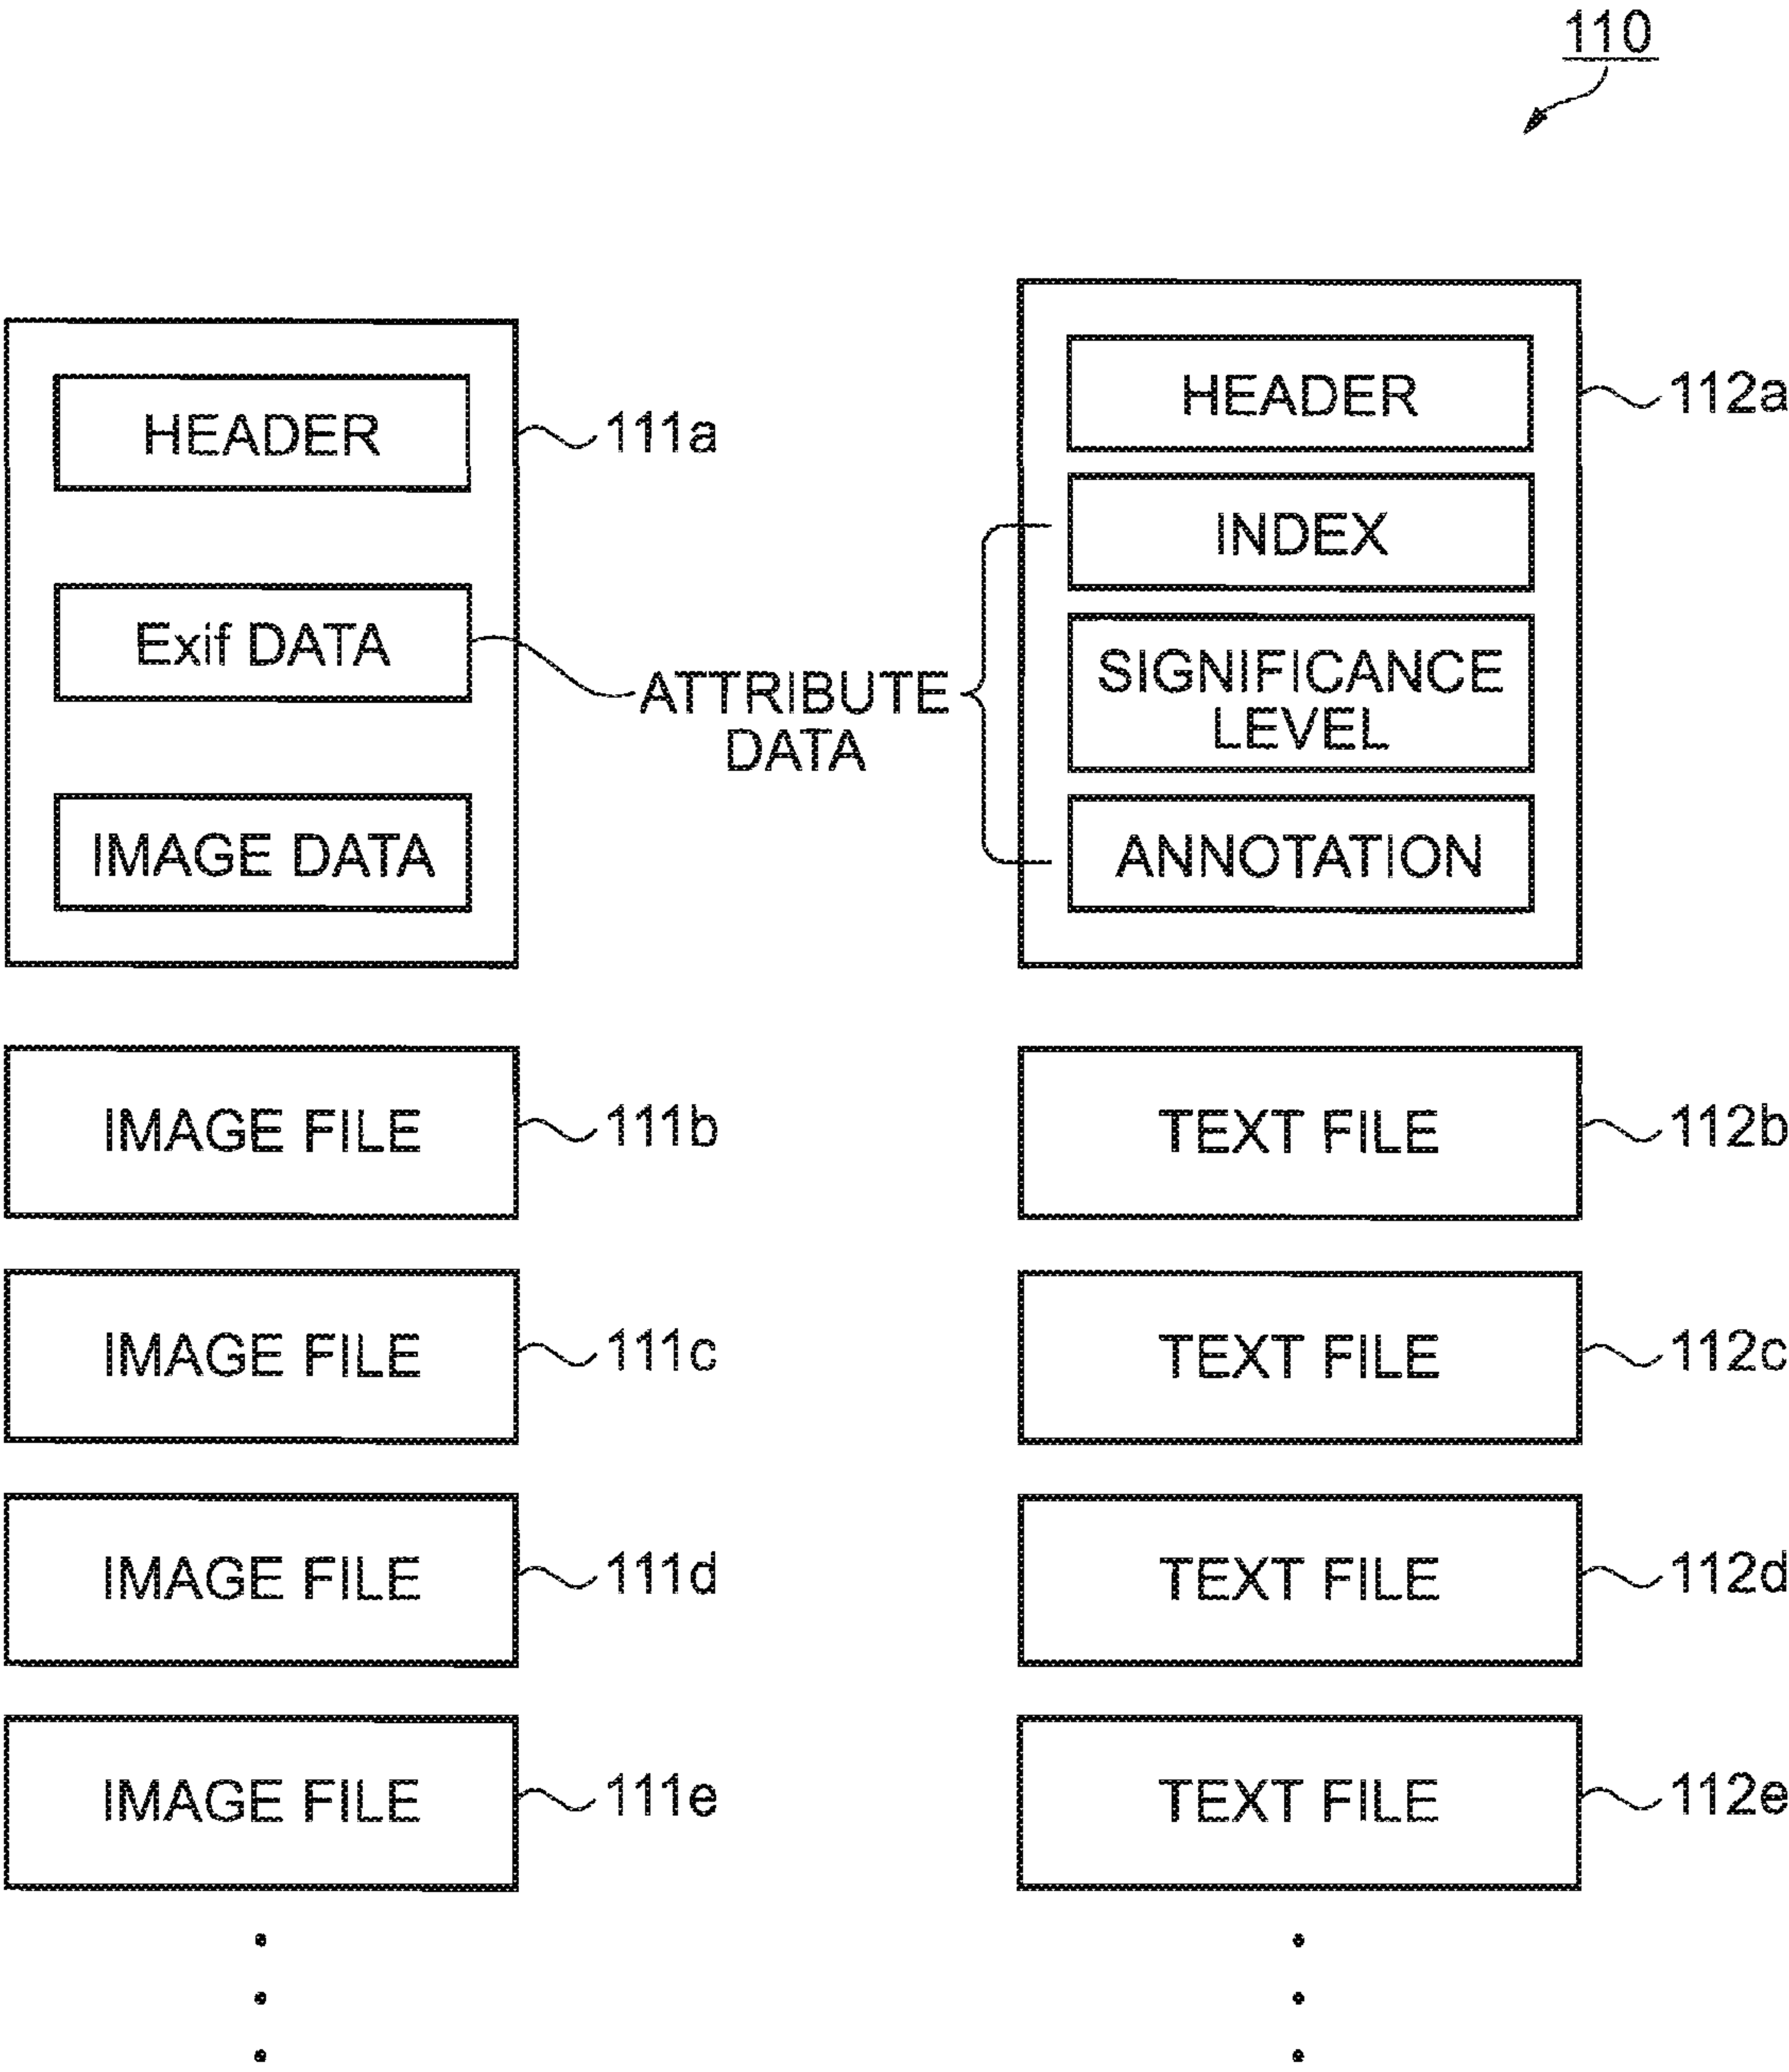 110
HEADER
111a
Exif DATA
IMAGE DATA
ATTRIBUTE
DATA
HEADER
112a
INDEX
SIGNIFICANCE
LEVEL
ANNOTATION
IMAGE FILE
111b
TEXT FILE
112b
IMAGE FILE
111c
TEXT FILE
112c
IMAGE FILE
111d
TEXT FILE
112d
IMAGE FILE
111e
TEXT FILE
112e